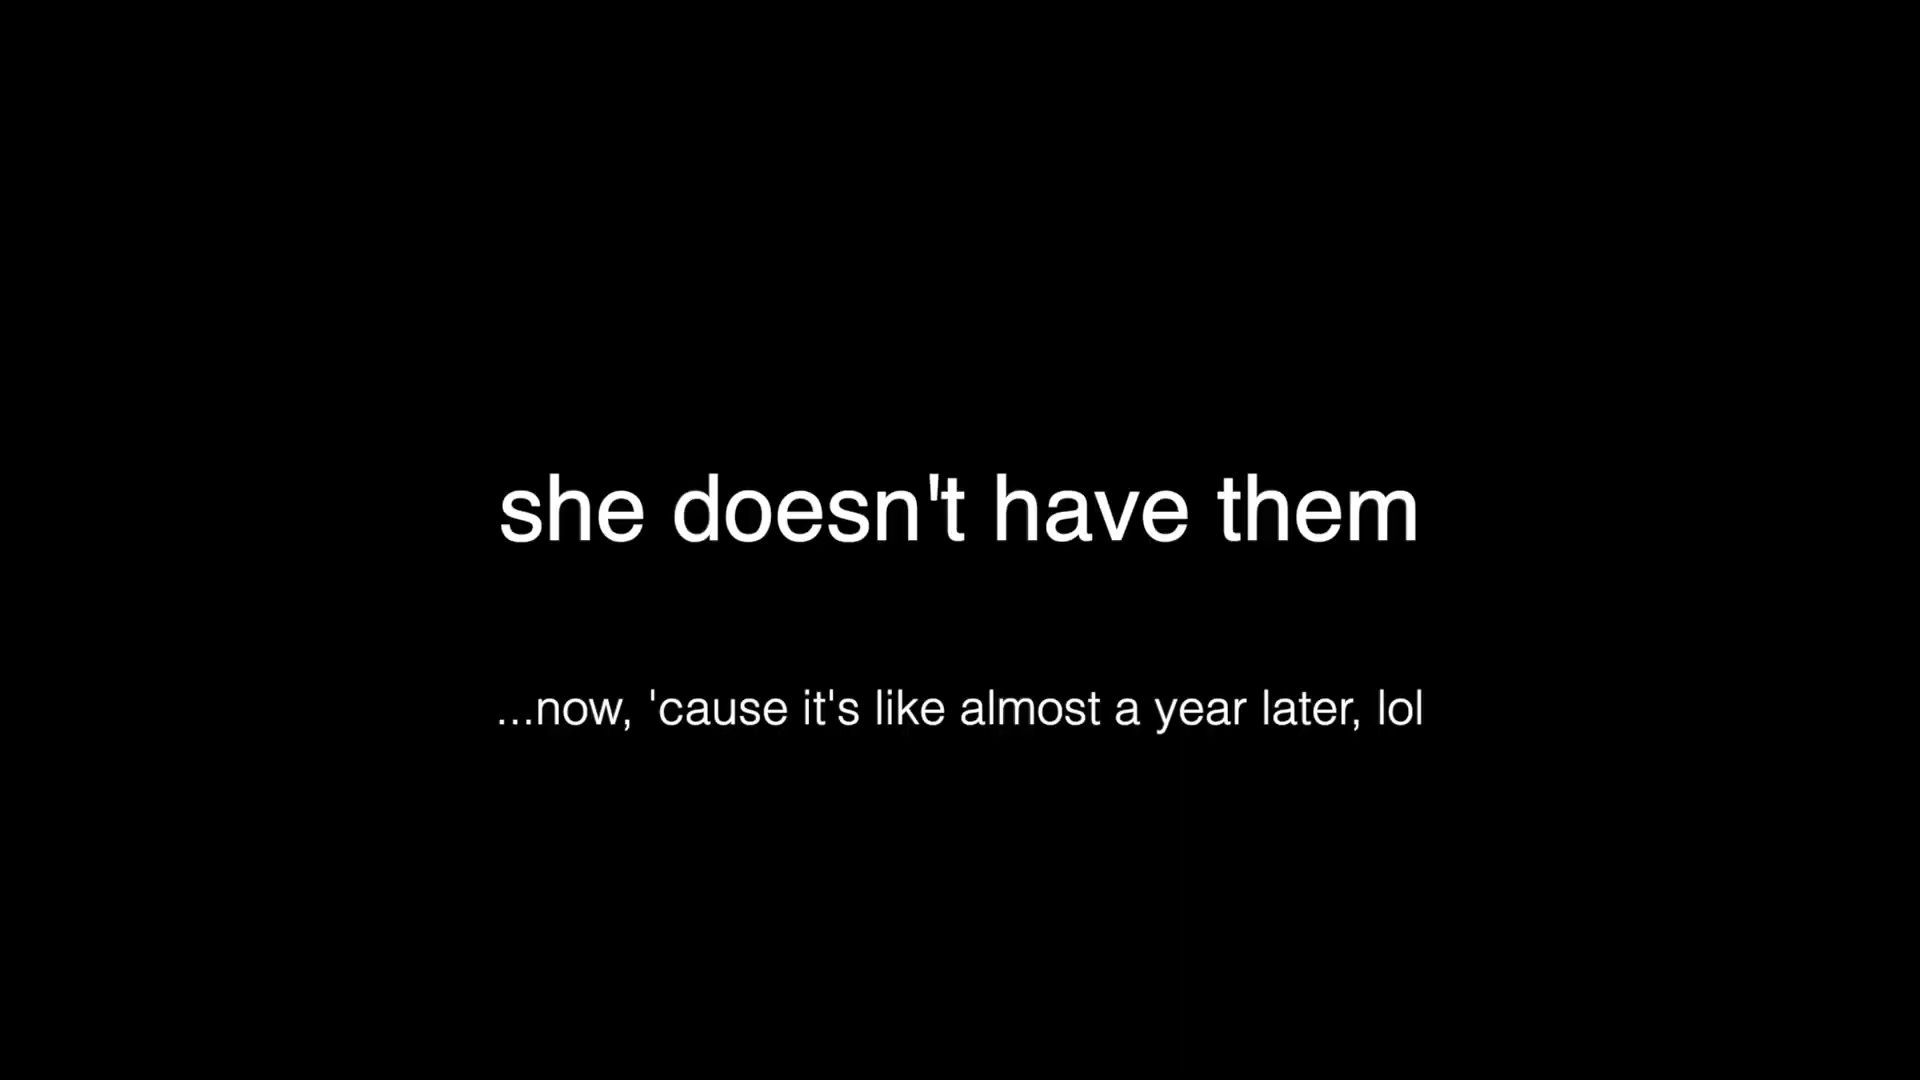 she doesn't have them
...now, 'cause it's like almost a year later, lol